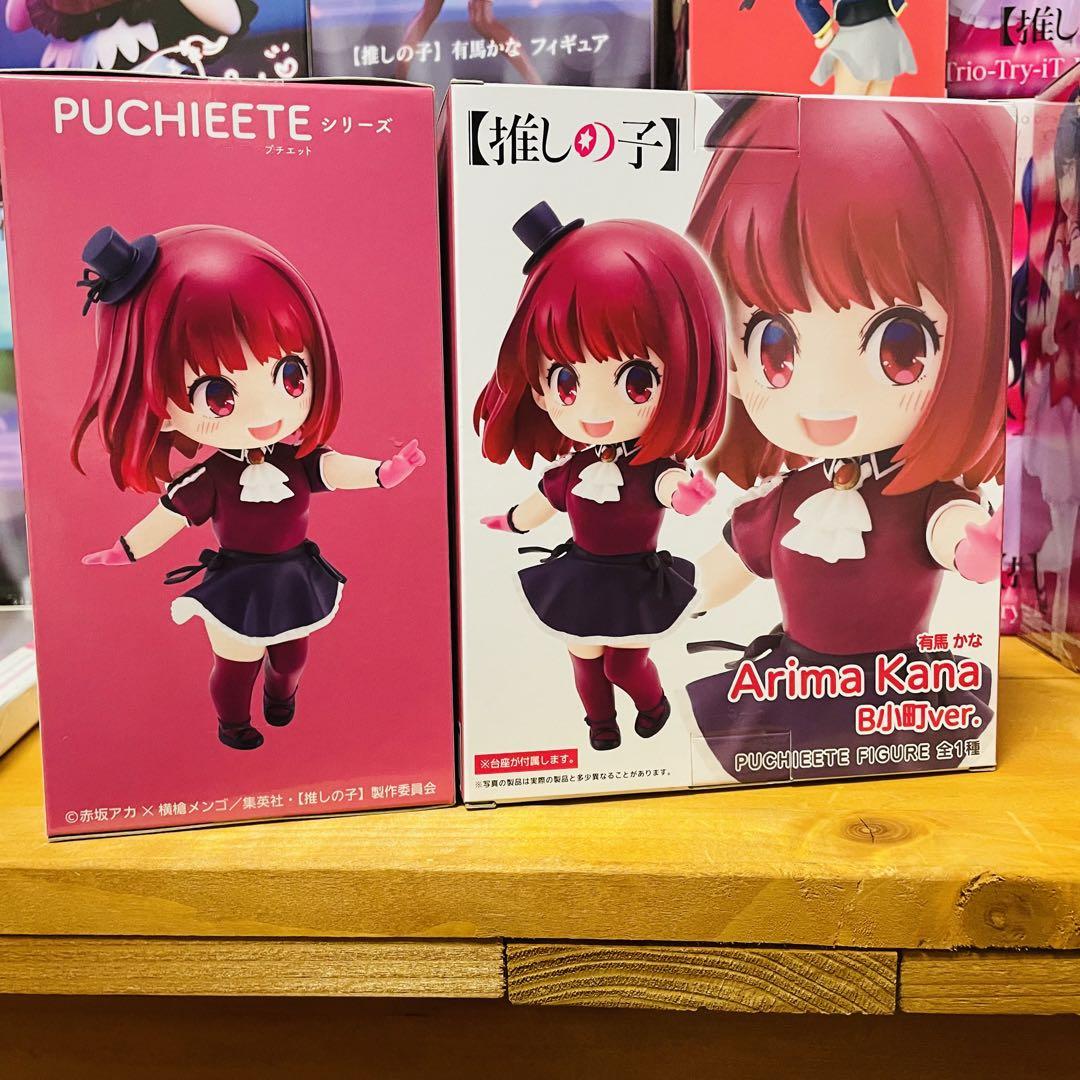 【推しの子】有馬かな フィギュア
【推し
Trio-Try-iT
PUCHIEETE シリーズ
プチエット
©赤坂アカ×横槍メンゴ/集英社・【推しの子】製作委員会
【推しの子】
有馬 かな
Arima Kana
B小町ver.
PUCHIEETE FIGURE 全1種
※台座が付属します。
※写真の製品は実際の製品と多少異なることがあります。